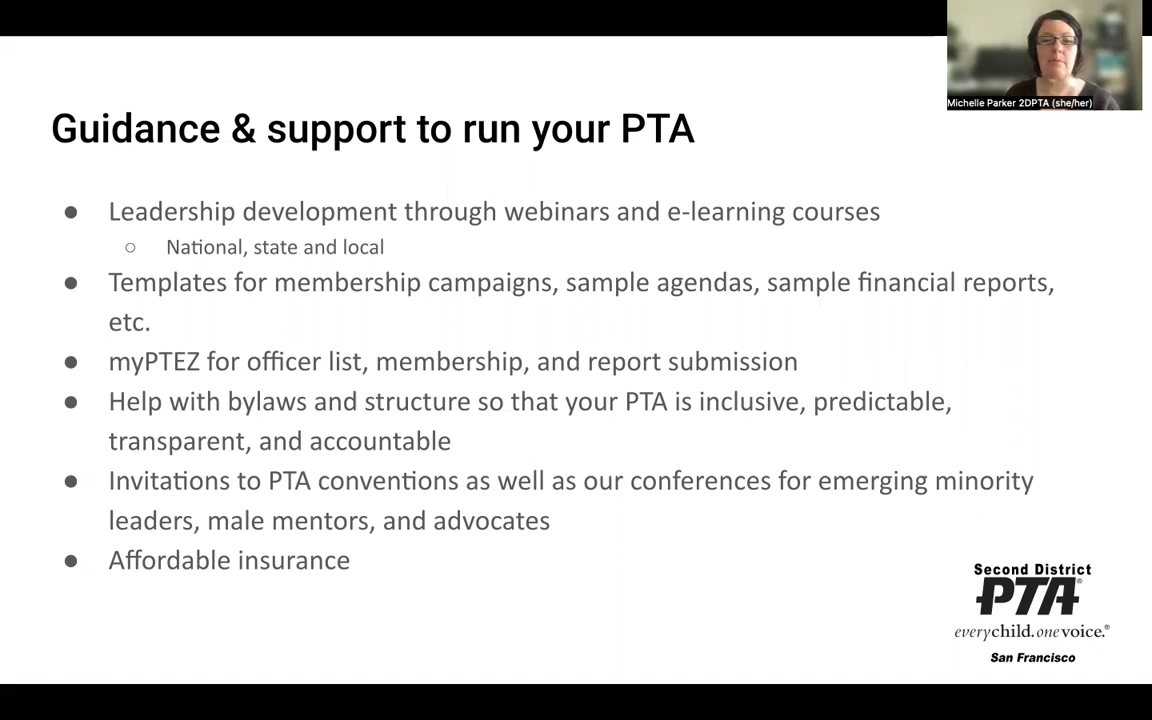 Michelle Parker 2DPTA (she/her)
Guidance & support to run your PTA
● Leadership development through webinars and e-learning courses
○ National, state and local
● Templates for membership campaigns, sample agendas, sample financial reports,
etc.
● myPTEZ for officer list, membership, and report submission
● Help with bylaws and structure so that your PTA is inclusive, predictable,
transparent, and accountable
● Invitations to PTA conventions as well as our conferences for emerging minority
leaders, male mentors, and advocates
● Affordable insurance
Second District
PTA®
everychild.onevoice.®
San Francisco